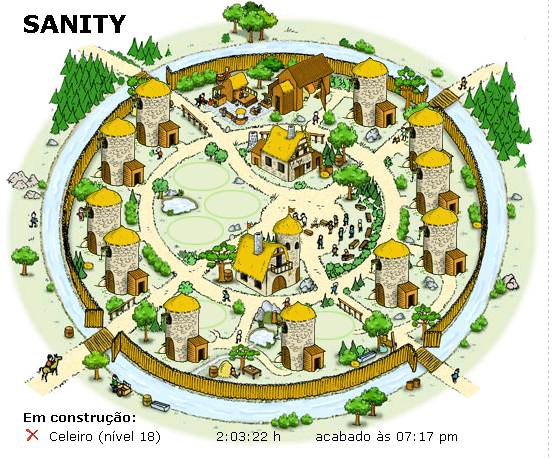 SANITY
Em construção:
Celeiro (nível 18) 2:03:22 h acabado às 07:17 pm